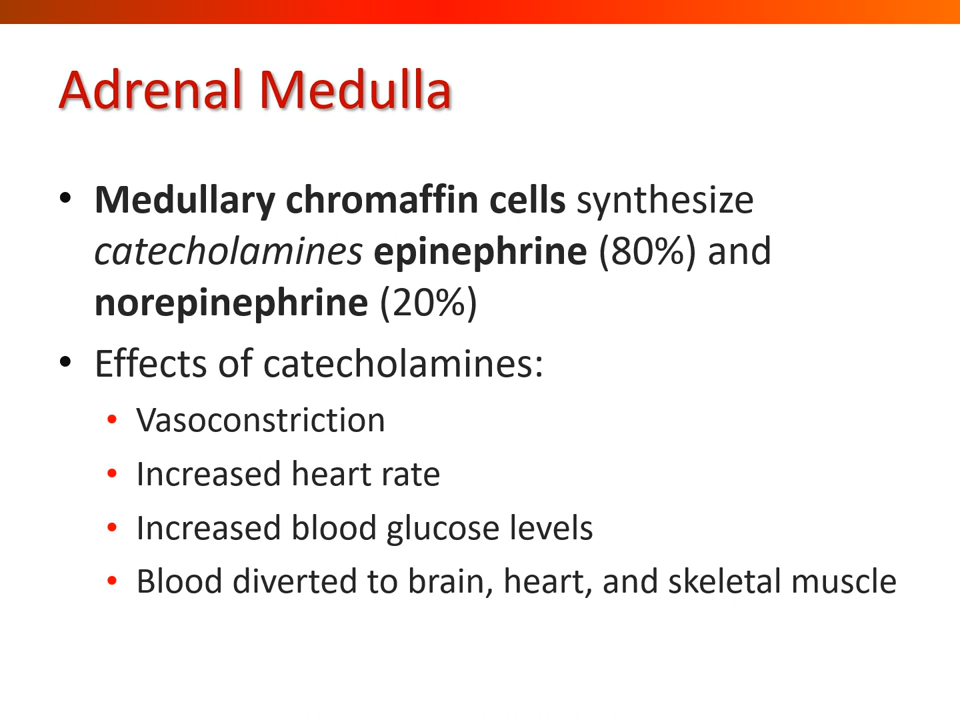 Adrenal Medulla
• Medullary chromaffin cells synthesize
catecholamines epinephrine (80%) and
norepinephrine (20%)
• Effects of catecholamines:
• Vasoconstriction
• Increased heart rate
• Increased blood glucose levels
• Blood diverted to brain, heart, and skeletal muscle